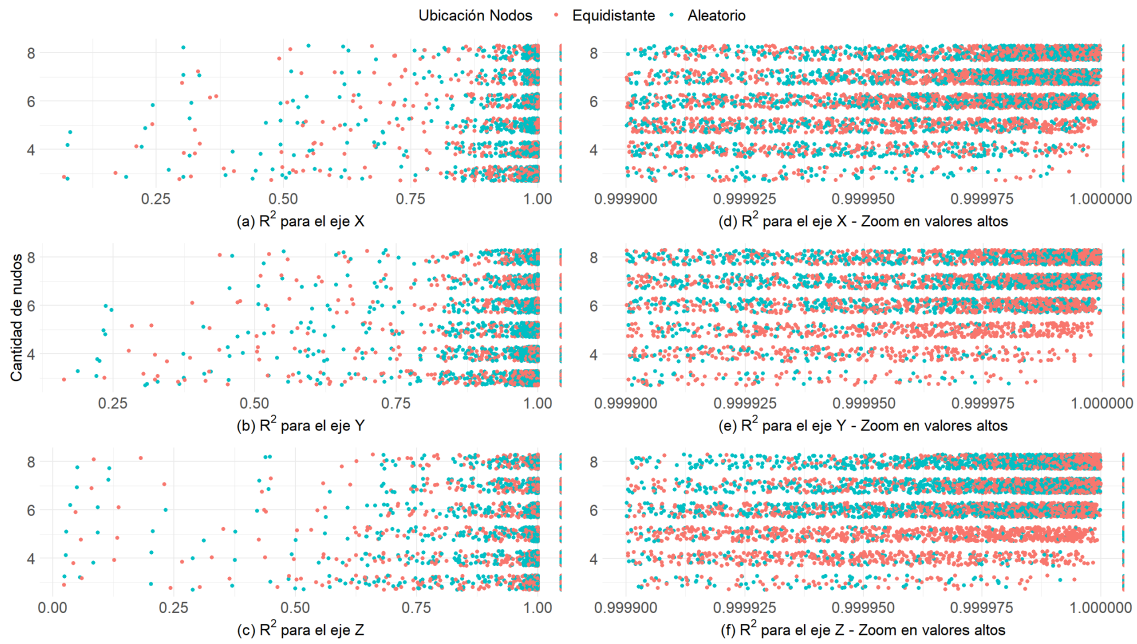 Ubicación Nodos Equidistante Aleatorio
8
6
4
0.25 0.50 0.75 1.00
(a) R² para el eje X
8
6
4
0.999900 0.999925 0.999950 0.999975 1.000000
(d) R² para el eje X - Zoom en valores altos
Cantidad de nudos
8
6
4
0.25 0.50 0.75 1.00
(b) R² para el eje Y
8
6
4
0.999900 0.999925 0.999950 0.999975 1.000000
(e) R² para el eje Y - Zoom en valores altos
8
6
4
0.00 0.25 0.50 0.75 1.00
(c) R² para el eje Z
8
6
4
0.999900 0.999925 0.999950 0.999975 1.000000
(f) R² para el eje Z - Zoom en valores altos